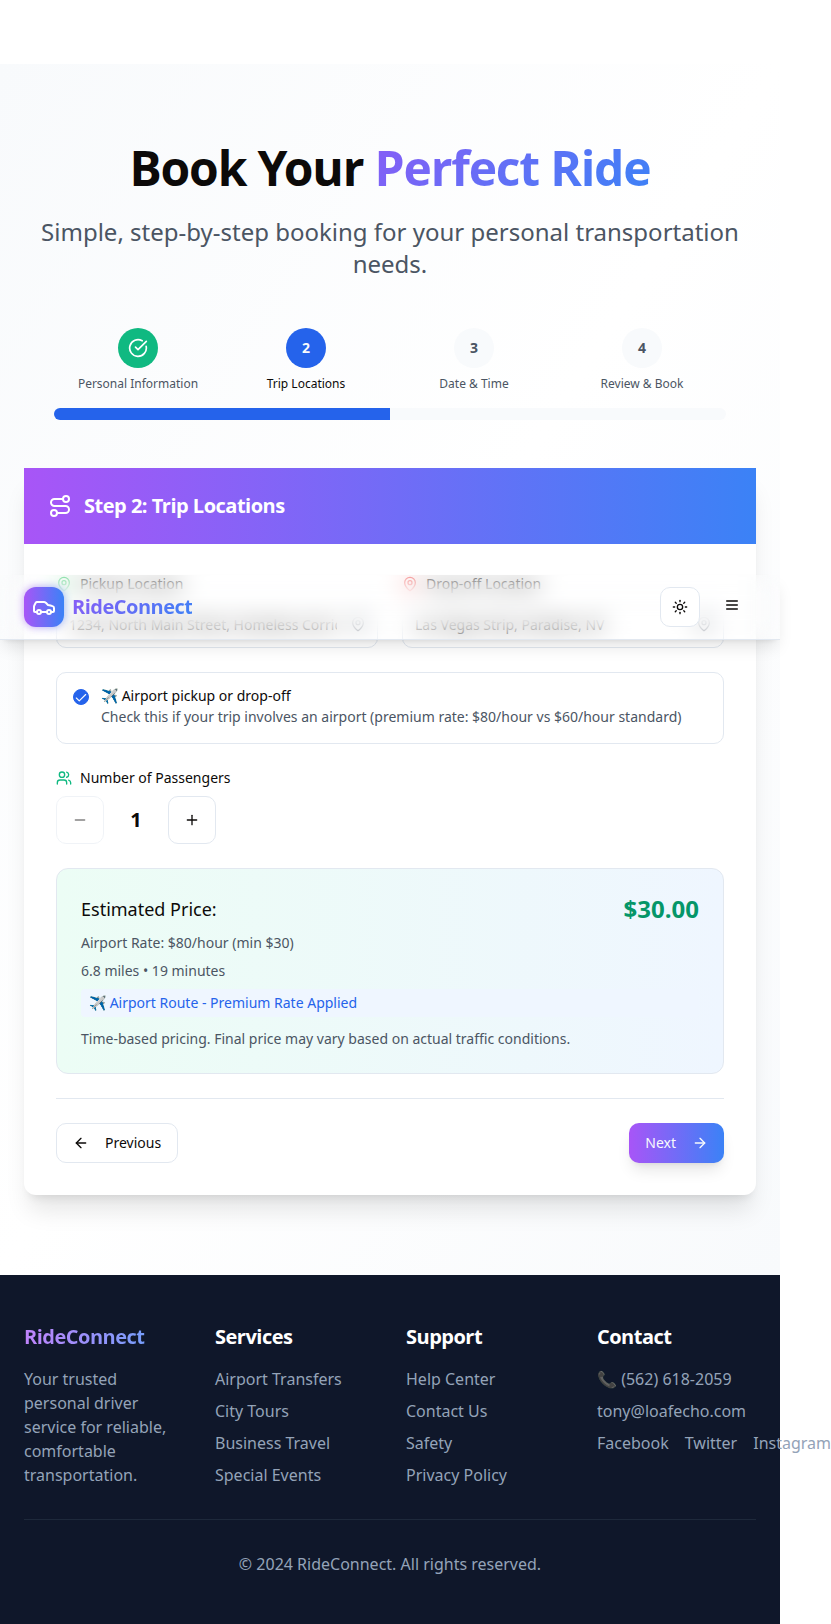 Book Your Perfect Ride
Simple, step-by-step booking for your personal transportation
needs.
2
3
4
Personal Information
Trip Locations
Date & Time
Review & Book
Step 2: Trip Locations
Pickup Location
Drop-off Location
RideConnect
1234, North Main Street, Homeless
Las Vegas Strip, Paradise, NV
✈️ Airport pickup or drop-off
Check this if your trip involves an airport (premium rate: $80/hour vs $60/hour standard)
Number of Passengers
− 1 +
Estimated Price:
$30.00
Airport Rate: $80/hour (min $30)
6.8 miles • 19 minutes
✈️ Airport Route - Premium Rate Applied
Time-based pricing. Final price may vary based on actual traffic conditions.
Previous
Next
RideConnect
Your trusted
personal driver
service for reliable,
comfortable
transportation.
Services
Airport Transfers
City Tours
Business Travel
Special Events
Support
Help Center
Contact Us
Safety
Privacy Policy
Contact
📞 (562) 618-2059
tony@loafecho.com
Facebook Twitter Instagram
© 2024 RideConnect. All rights reserved.